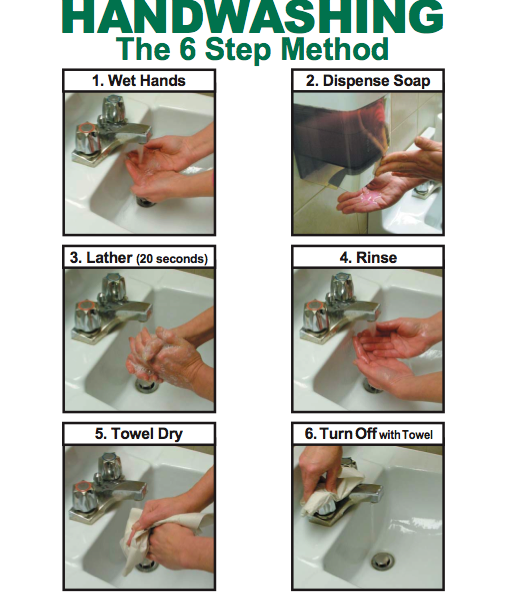 HANDWASHING
The 6 Step Method
1. Wet Hands
2. Dispense Soap
3. Lather (20 seconds)
4. Rinse
5. Towel Dry
6. Turn Off with Towel